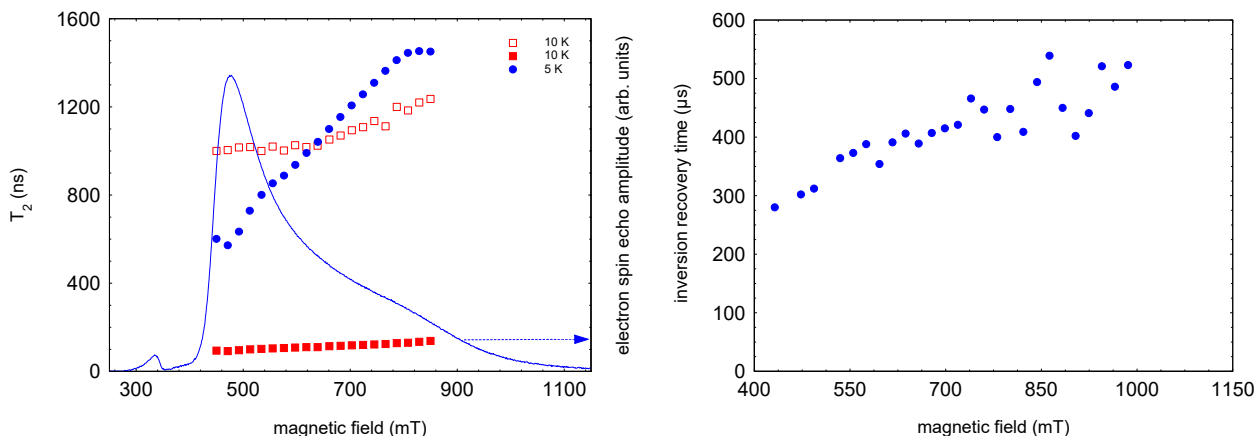 1600
1200
800
400
0
250
500
700
900
1100
T2 (ns)
magnetic field (mT)
10 K
10 K
5 K
electron spin echo amplitude (arb. units)
600
500
400
300
200
100
0
400
550
700
850
1000
1150
inversion recovery time (µs)
magnetic field (mT)